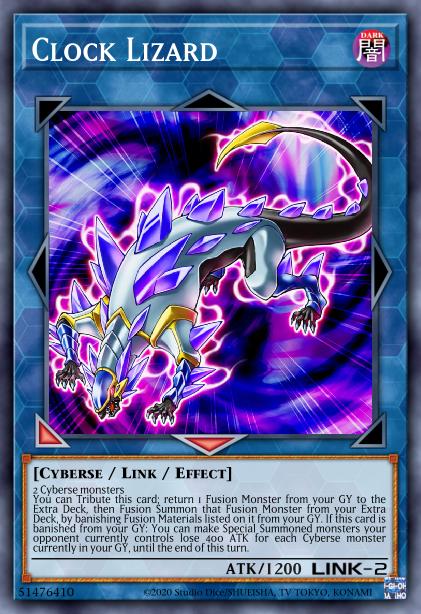 Clock Lizard
DARK
闇
[Cyberse / Link / Effect]
2 Cyberse monsters
You can Tribute this card; return 1 Fusion Monster from your GY to the
Extra Deck, then Fusion Summon that Fusion Monster from your Extra
Deck, by banishing Fusion Materials listed on it from your GY. If this card is
banished from your GY: You can make Special Summoned monsters your
opponent currently controls lose 400 ATK for each Cyberse monster
currently in your GY, until the end of this turn.
ATK/1200 LINK-2
51476410
©2020 Studio Dice/SHUEISHA, TV TOKYO, KONAMI